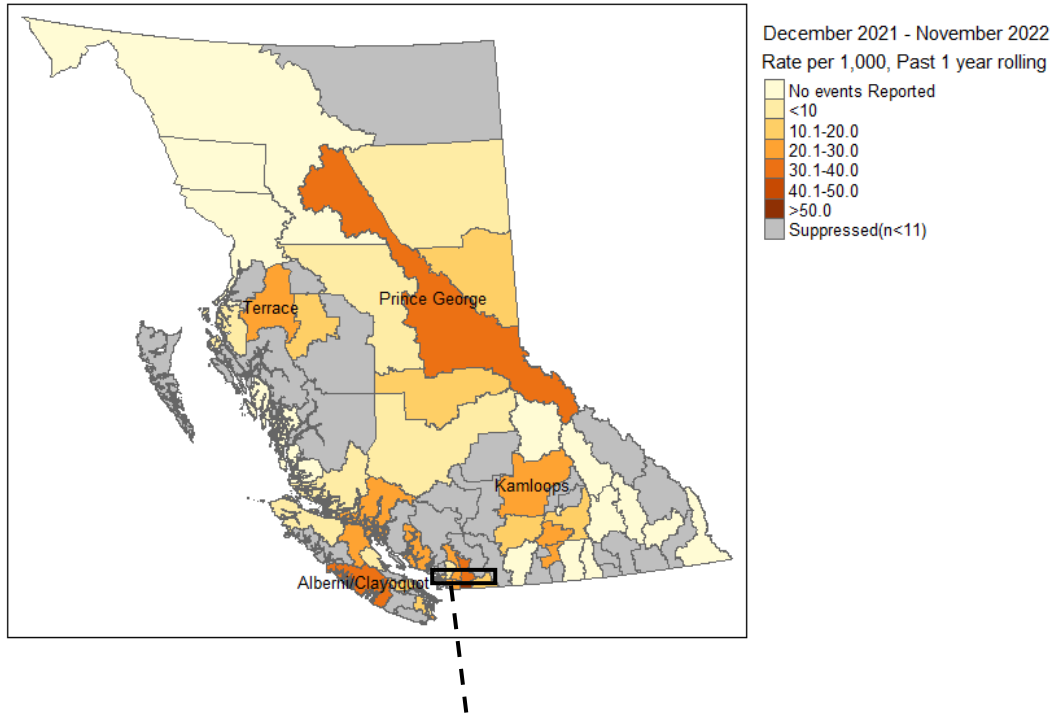 December 2021 - November 2022
Rate per 1,000, Past 1 year rolling
No events Reported
<10
10.1-20.0
20.1-30.0
30.1-40.0
40.1-50.0
>50.0
Suppressed(n<11)
Prince George
Terrace
Kamloops
Alberni/Clayoquot